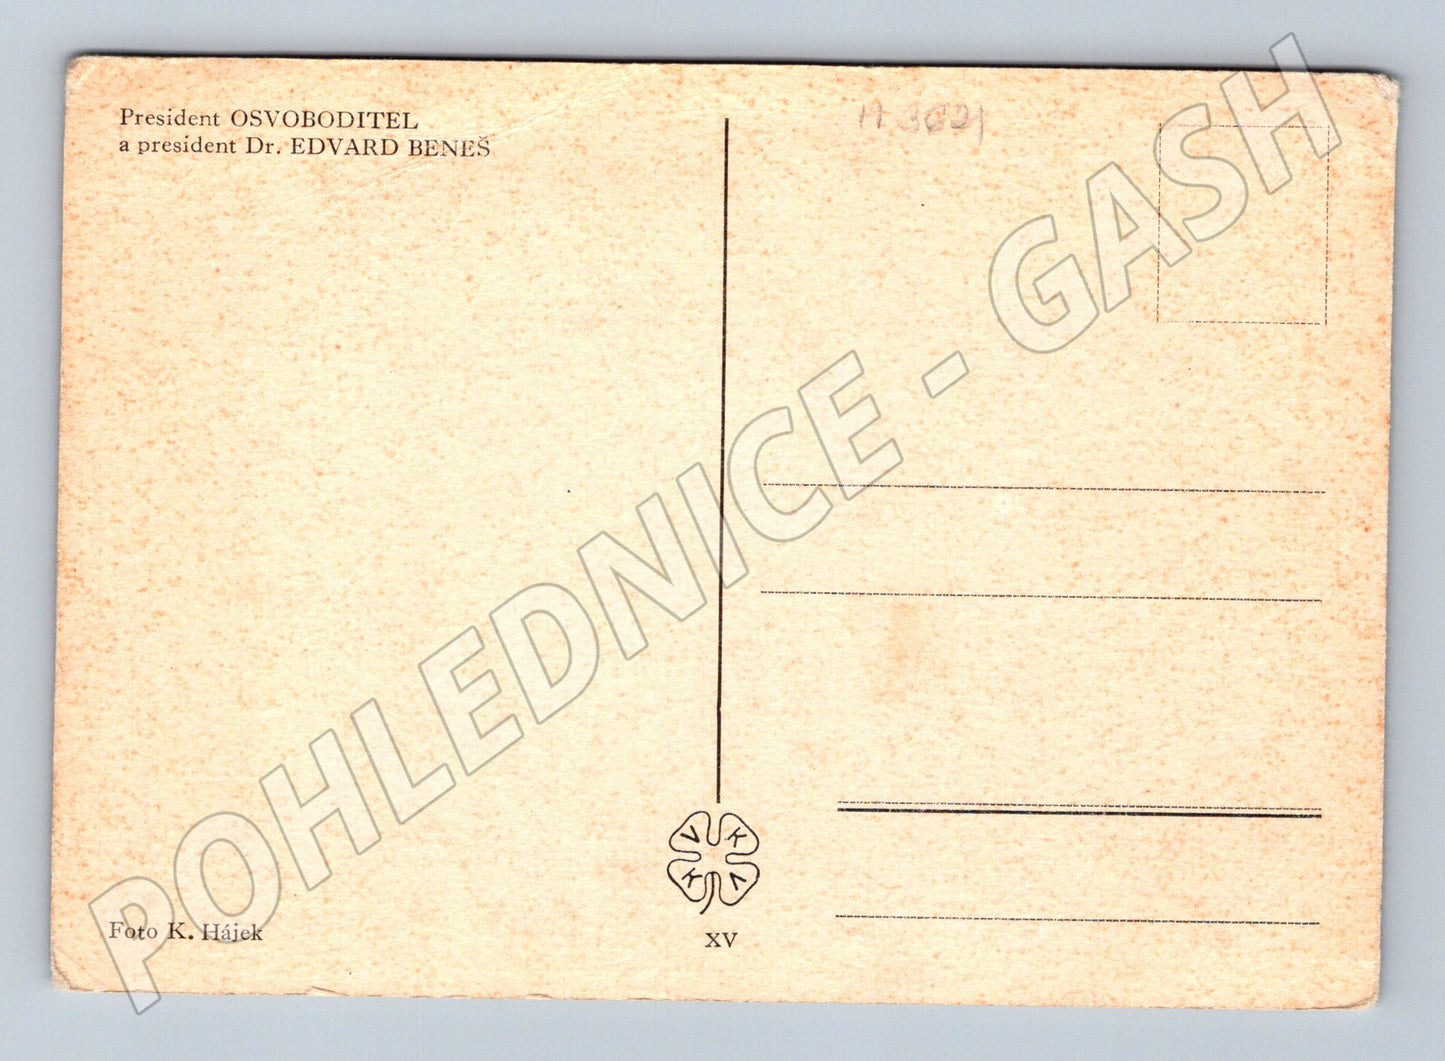 President OSVOBODITEL
a president Dr. EDVARD BENEŠ
POHLEDNICE - GASH
V K
K V
Foto K. Hájek
XV